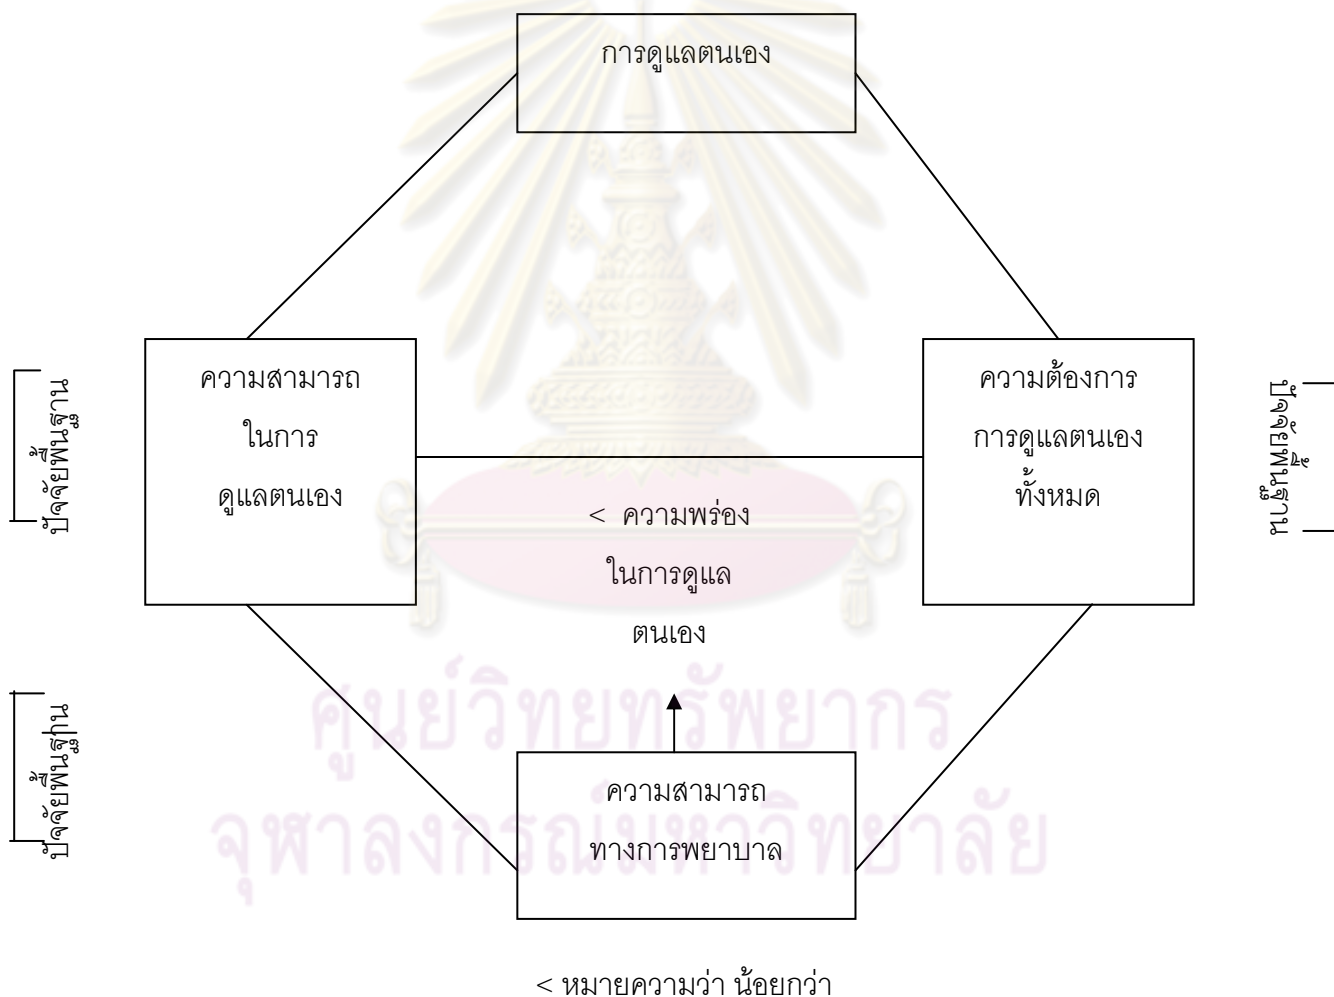 การดูแลตนเอง
ความสามารถ
ในการ
ดูแลตนเอง
ความต้องการ
การดูแลตนเอง
ทั้งหมด
ปัจจัยพื้นฐาน
ปัจจัยพื้นฐาน
< ความพร่อง
ในการดูแล
ตนเอง
ปัจจัยพื้นฐาน
ความสามารถ
ทางการพยาบาล
ศูนย์วิทยทรัพยากร
จุฬาลงกรณ์มหาวิทยาลัย
< หมายความว่า น้อยกว่า